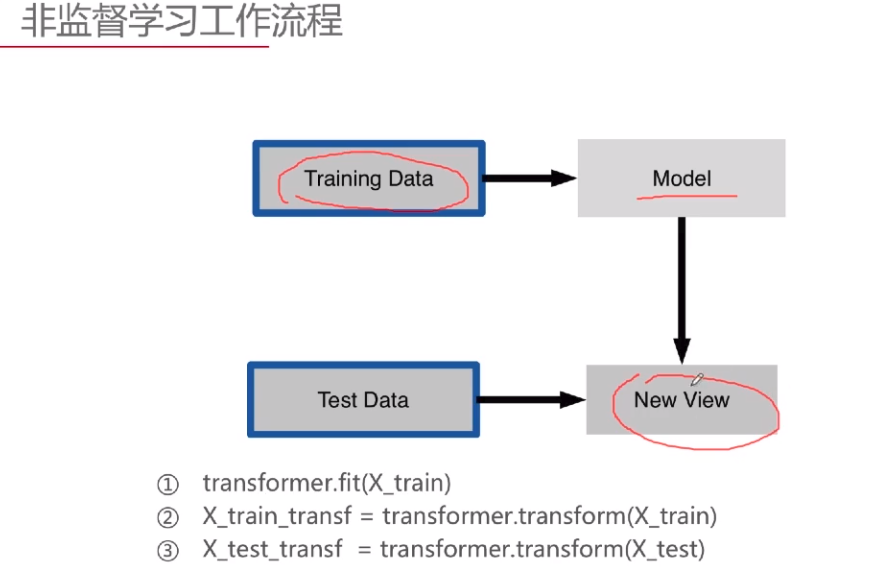 非监督学习工作流程
Training Data
Model
Test Data
New View
① transformer.fit(X_train)
② X_train_transf = transformer.transform(X_train)
③ X_test_transf = transformer.transform(X_test)